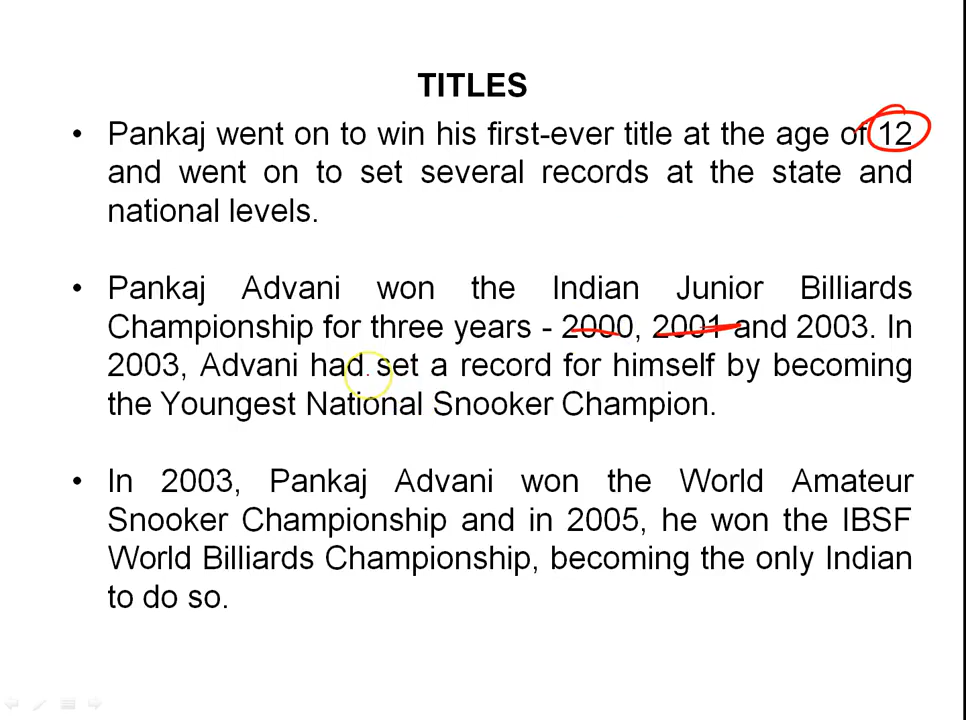 TITLES
• Pankaj went on to win his first-ever title at the age of 12
and went on to set several records at the state and
national levels.
• Pankaj Advani won the Indian Junior Billiards
Championship for three years - 2000, 2001 and 2003. In
2003, Advani had set a record for himself by becoming
the Youngest National Snooker Champion.
• In 2003, Pankaj Advani won the World Amateur
Snooker Championship and in 2005, he won the IBSF
World Billiards Championship, becoming the only Indian
to do so.